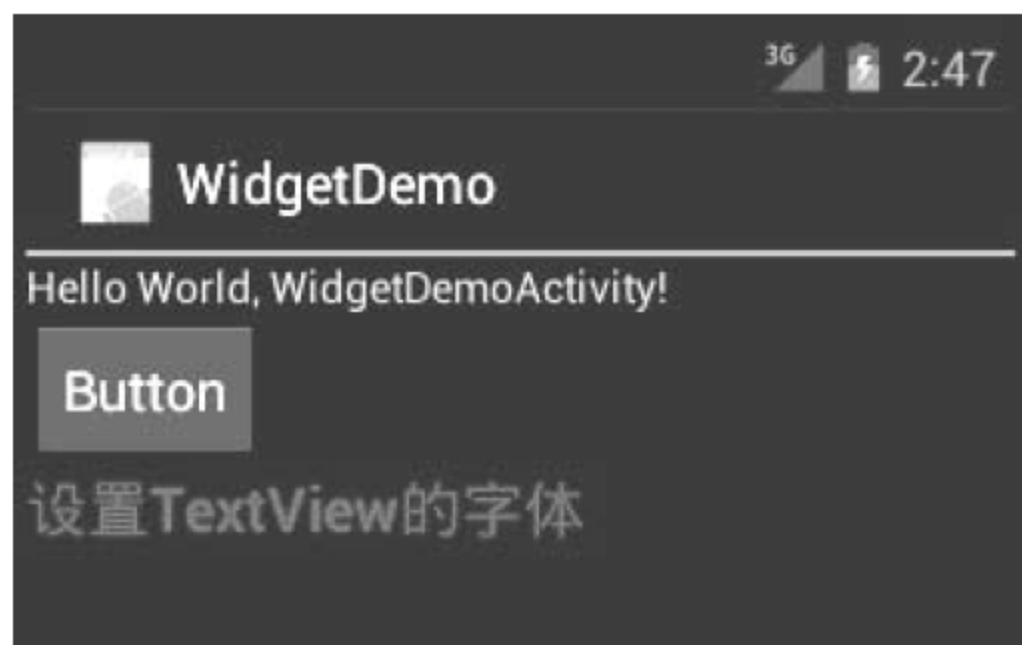 3G 2:47
WidgetDemo
Hello World, WidgetDemoActivity!
Button
设置TextView的字体